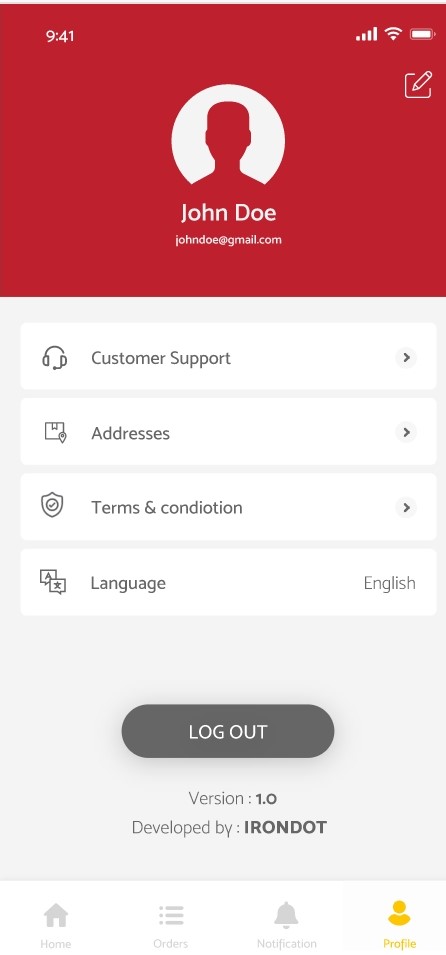 9:41
John Doe
johndoe@gmail.com
Customer Support
Addresses
Terms & condiotion
Language English
LOG OUT
Version : 1.0
Developed by : IRONDOT
Home Orders Notification Profile